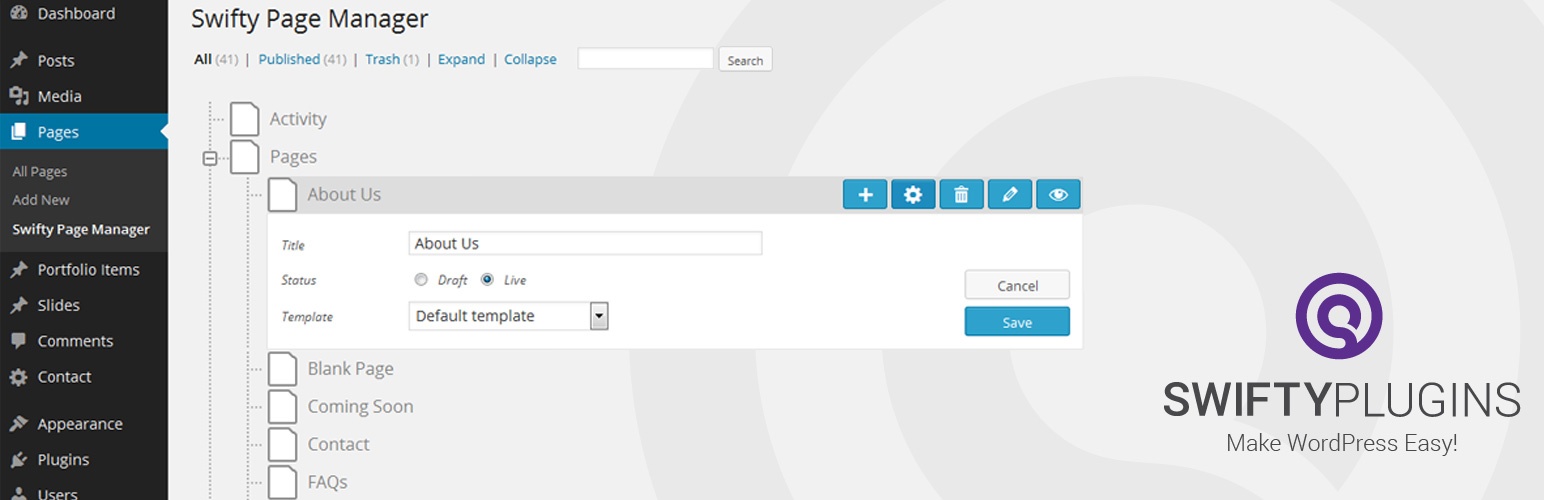 Dashboard
Posts
Media
Pages
All Pages
Add New
Swifty Page Manager
Portfolio Items
Slides
Comments
Contact
Appearance
Plugins
Users
Swifty Page Manager
All (41) | Published (41) | Trash (1) | Expand | Collapse
Search
Activity
Pages
About Us
Title
About Us
Status
Draft
Live
Template
Default template
Cancel
Save
Blank Page
Coming Soon
Contact
FAQs
SWIFTYPLUGINS
Make WordPress Easy!